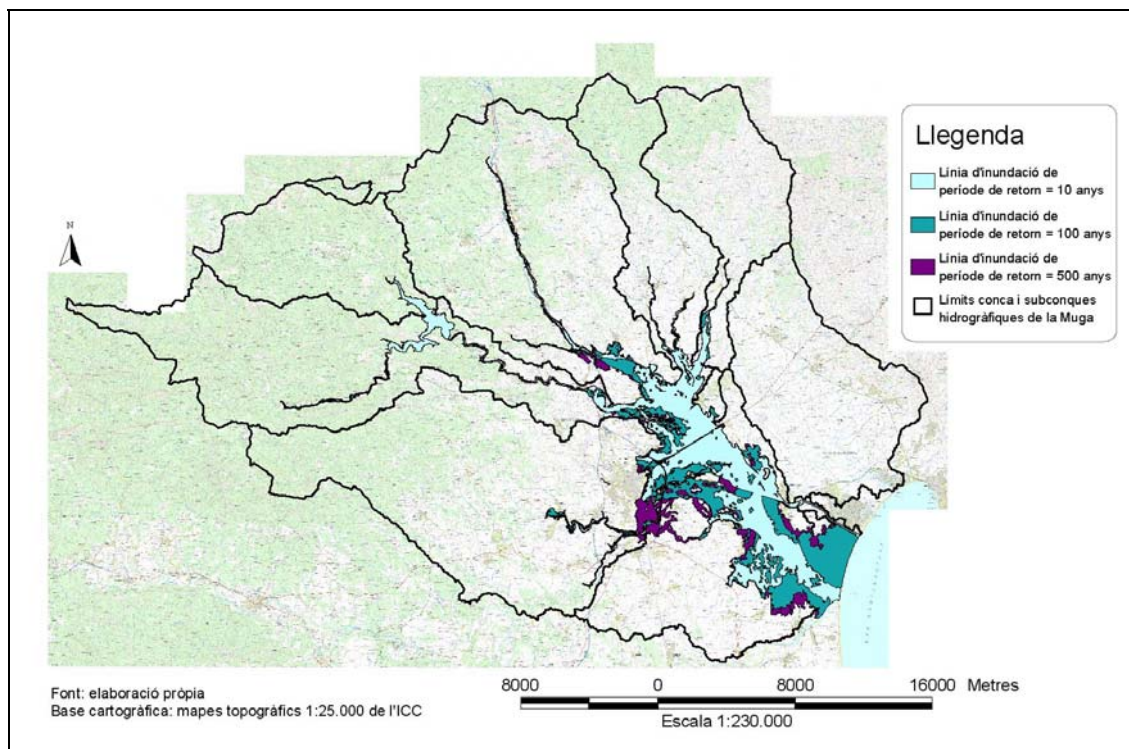 N
Llegenda
Línia d'inundació de
període de retorn = 10 anys
Línia d'inundació de
període de retorn = 100 anys
Línia d'inundació de
període de retorn = 500 anys
Límits conca i subconques
hidrogràfiques de la Muga
Font: elaboració pròpia
Base cartogràfica: mapes topogràfics 1:25.000 de l'ICC
8000 0 8000 16000 Metres
Escala 1:230.000